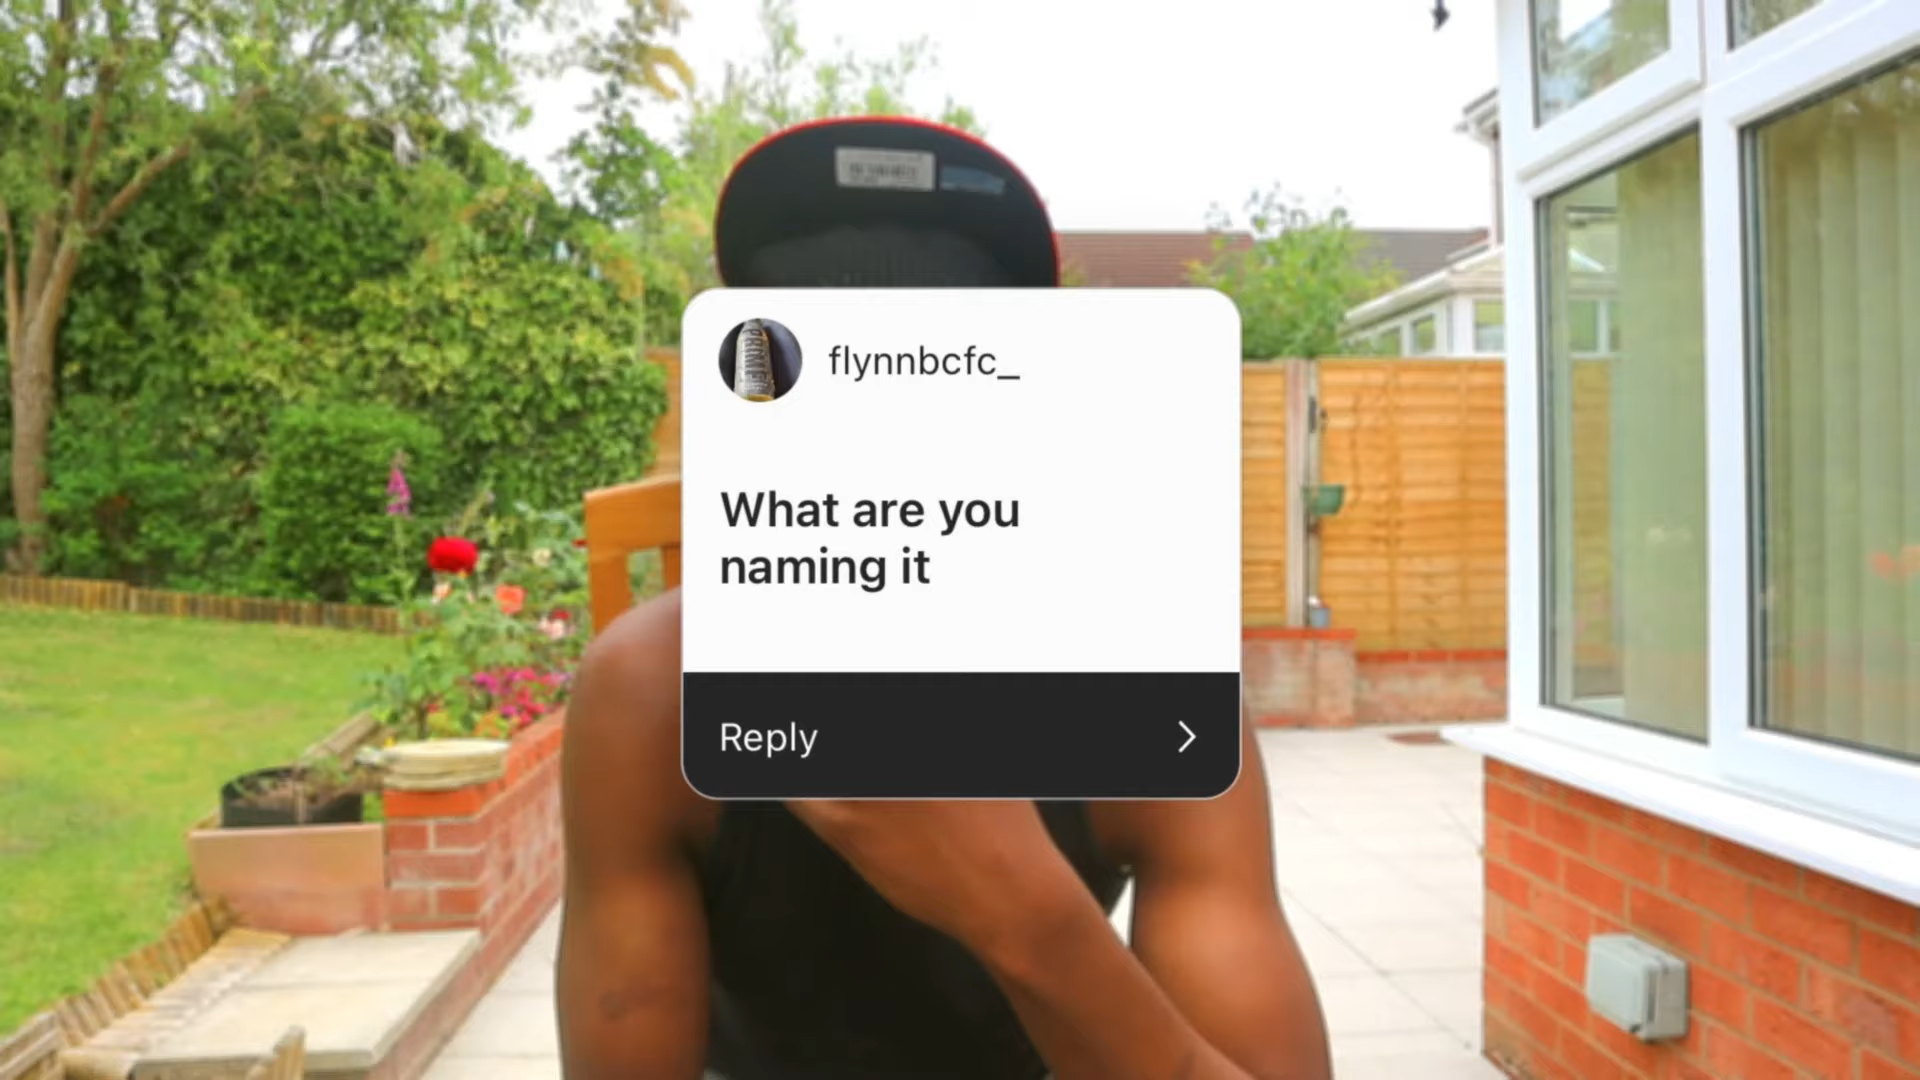 flynnbcfc_
What are you
naming it
Reply